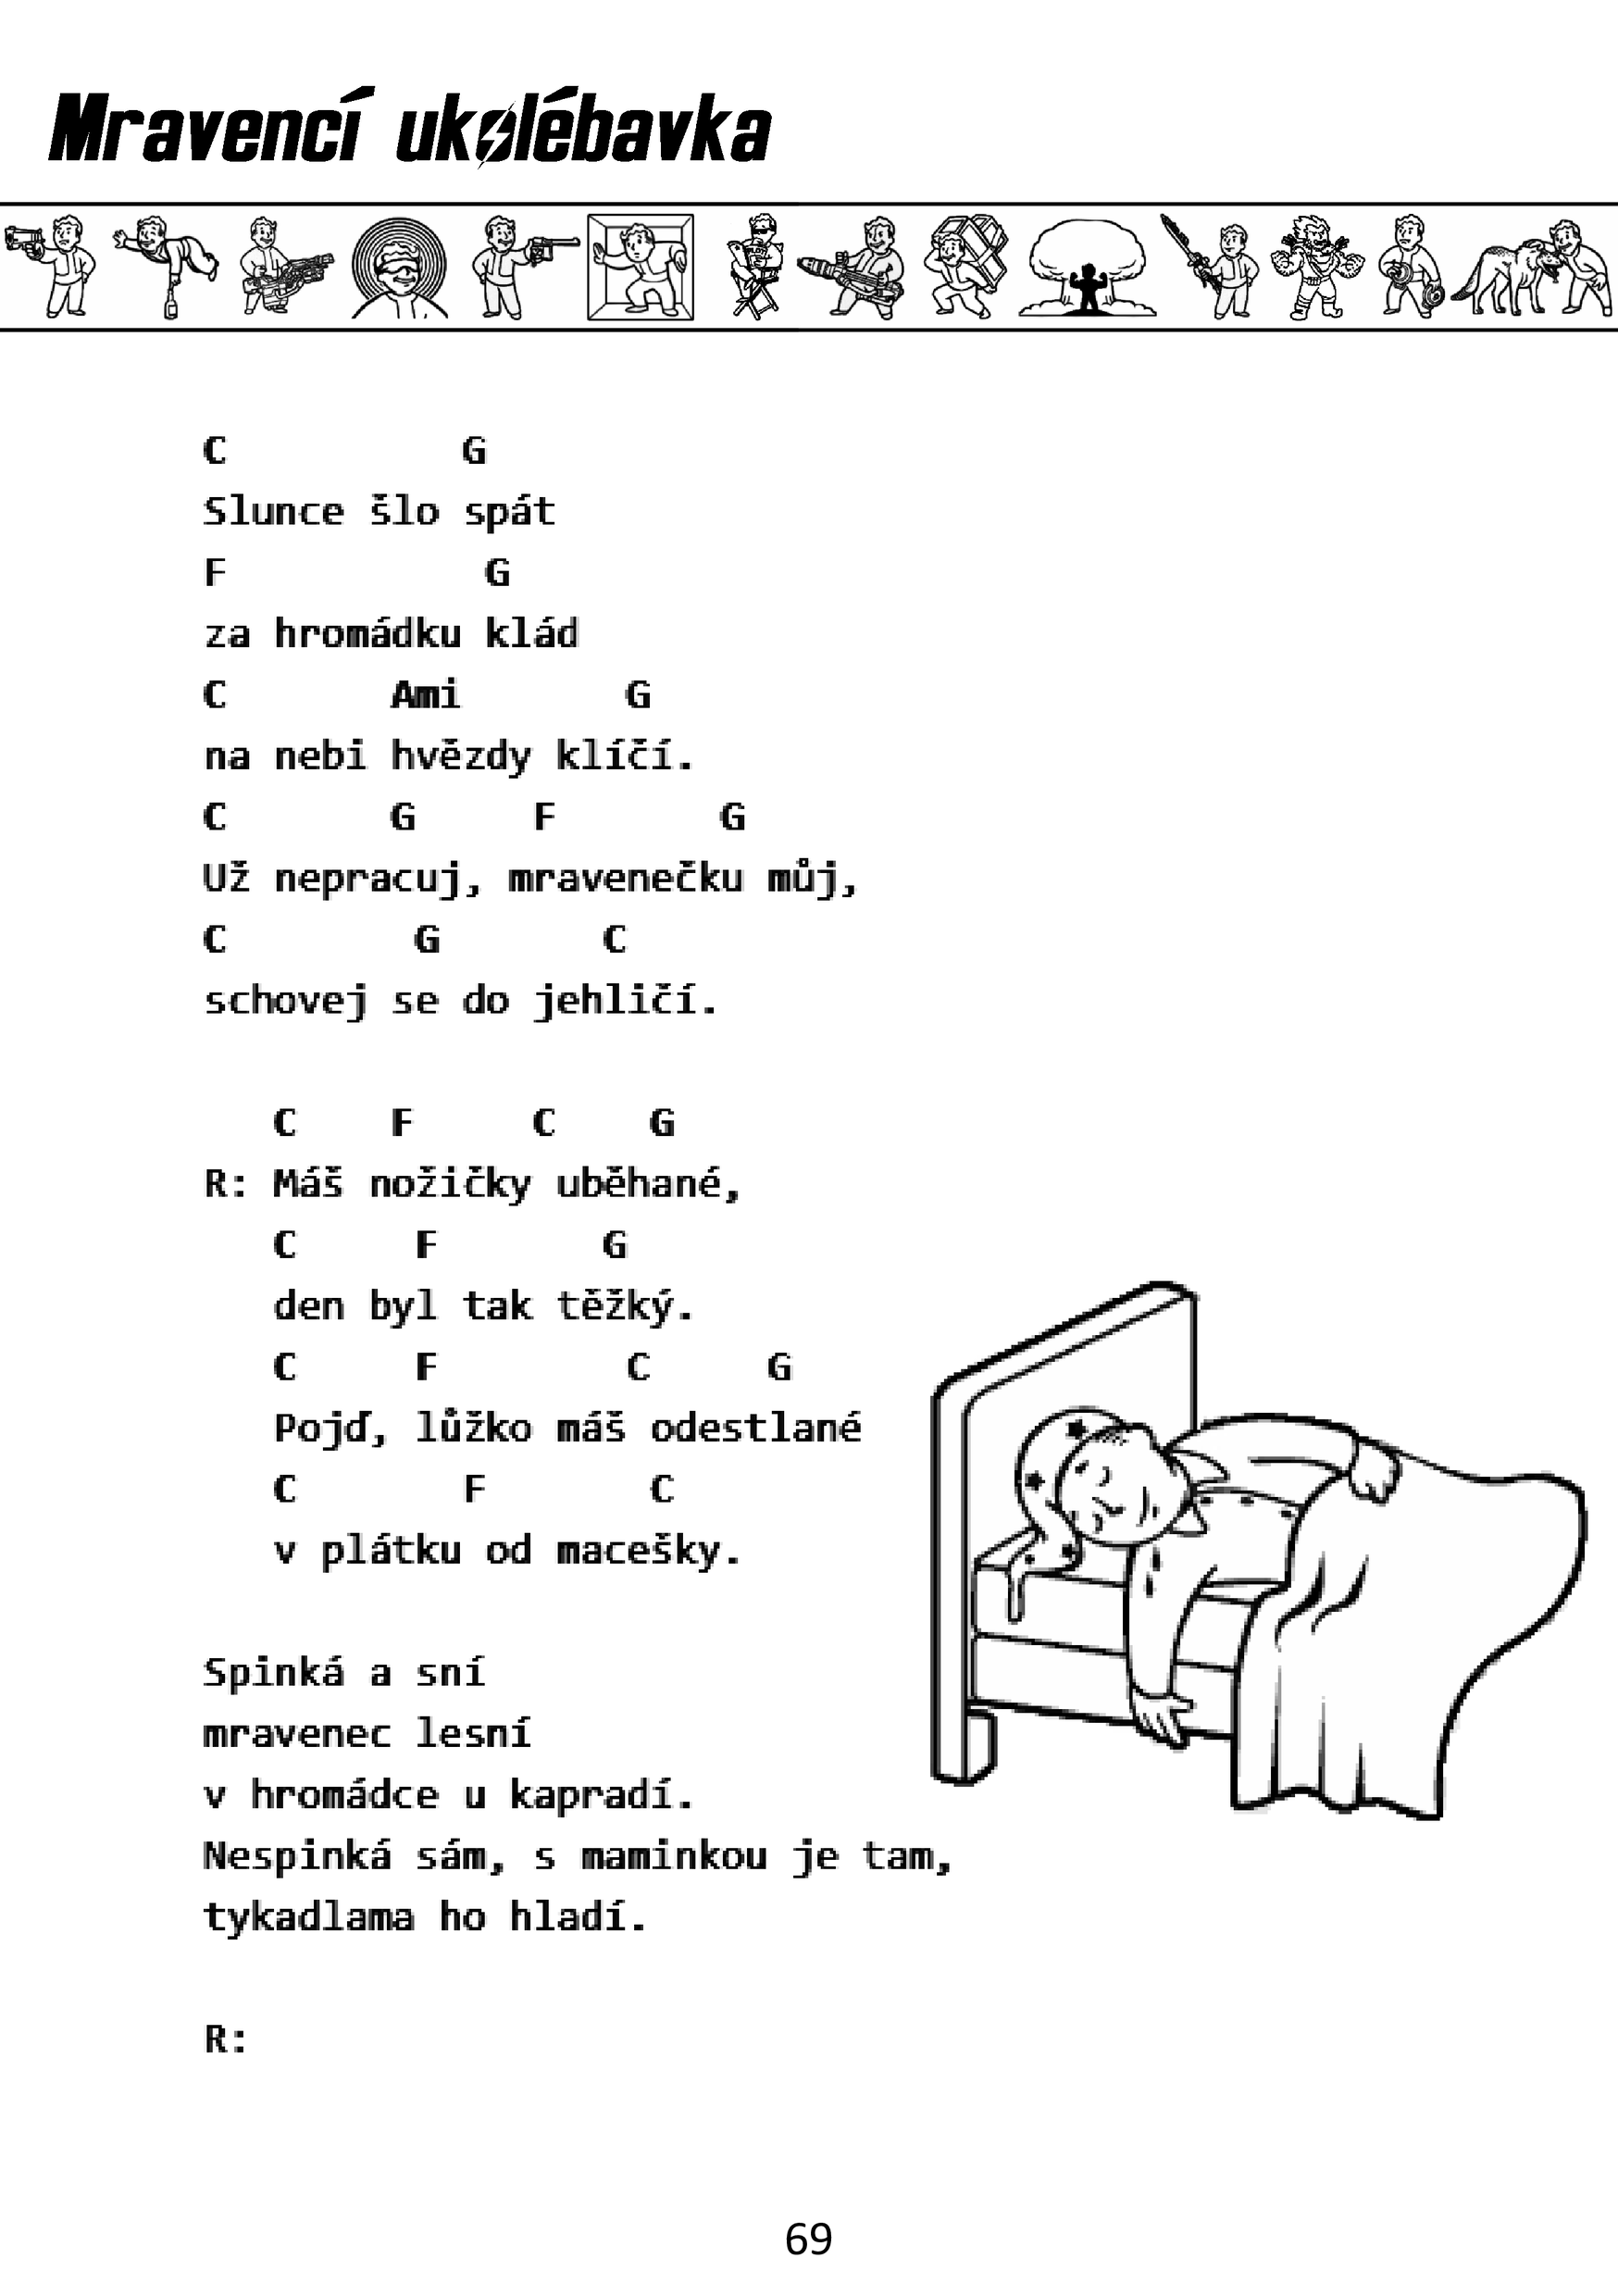 Mravencí ukolébavka
C          G
Slunce šlo spát
F           G
za hromádku klád
C       Ami       G
na nebi hvězdy klíčí.
C       G     F       G
Už nepracuj, mravenečku můj,
C        G       C
schovej se do jehličí.
   C    F     C    G
R: Máš nožičky uběhané,
   C     F       G
   den byl tak těžký.
   C     F        C     G
   Pojď, lůžko máš odestlané
   C       F       C
   v plátku od macešky.
Spinká a sní
mravenec lesní
v hromádce u kapradí.
Nespinká sám, s maminkou je tam,
tykadlama ho hladí.
R:
69